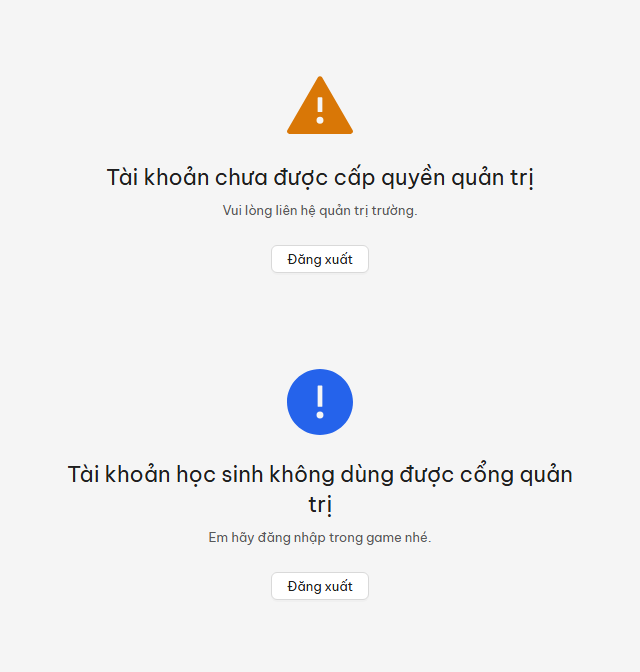 Tài khoản chưa được cấp quyền quản trị
Vui lòng liên hệ quản trị trường.
Đăng xuất
Tài khoản học sinh không dùng được cổng quản
trị
Em hãy đăng nhập trong game nhé.
Đăng xuất